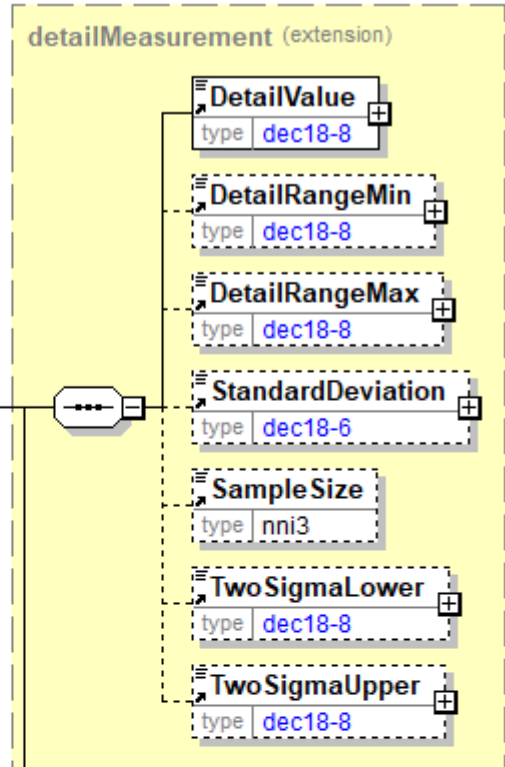 detailMeasurement (extension)
DetailValue
type dec18-8
DetailRangeMin
type dec18-8
DetailRangeMax
type dec18-8
StandardDeviation
type dec18-6
SampleSize
type nni3
TwoSigmaLower
type dec18-8
TwoSigmaUpper
type dec18-8